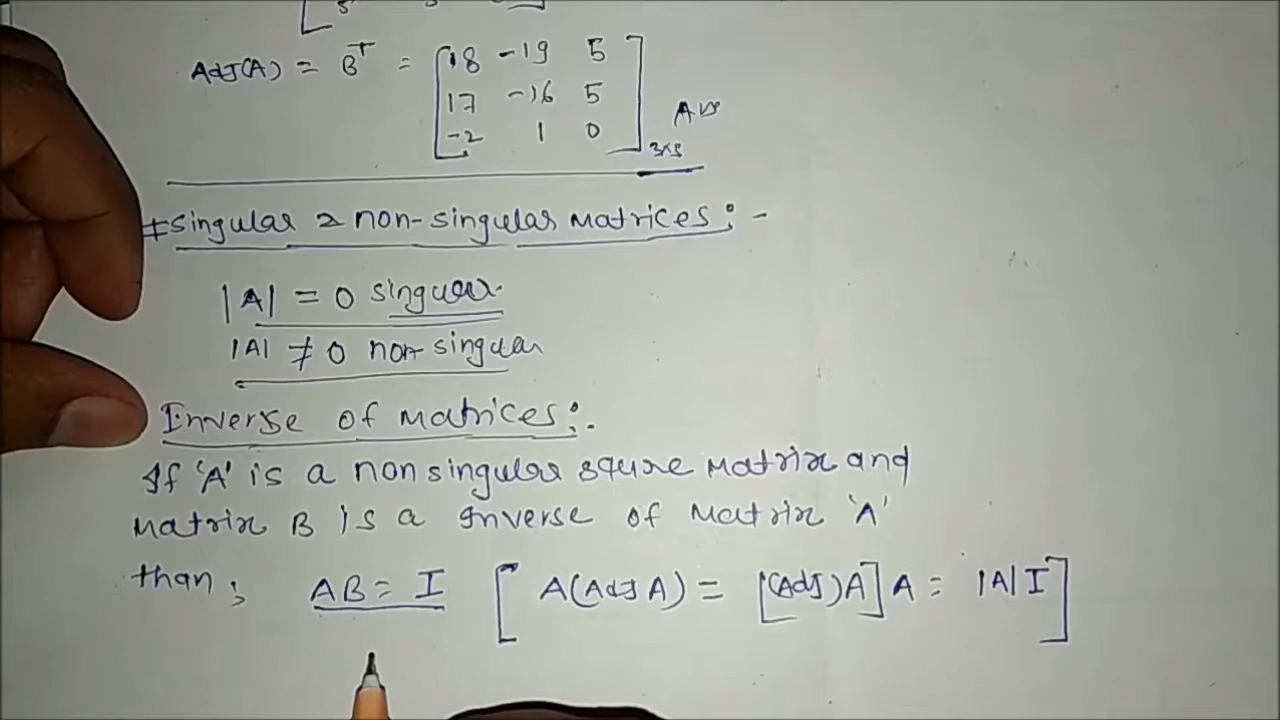 Adj(A) = B^T = [18 -19 5
17 -16 5
-2 1 0] 3x3 Ans
# Singular & non-singular Matrices :-
|A| = 0 singular.
|A| ≠ 0 non-singular
Inverse of Matrices :.
If 'A' is a non singular squre Matrix and
Matrix B is a Inverse of Matrix 'A'
than; AB = I [ A(Adj A) = [(Adj)A] A = |A| I ]